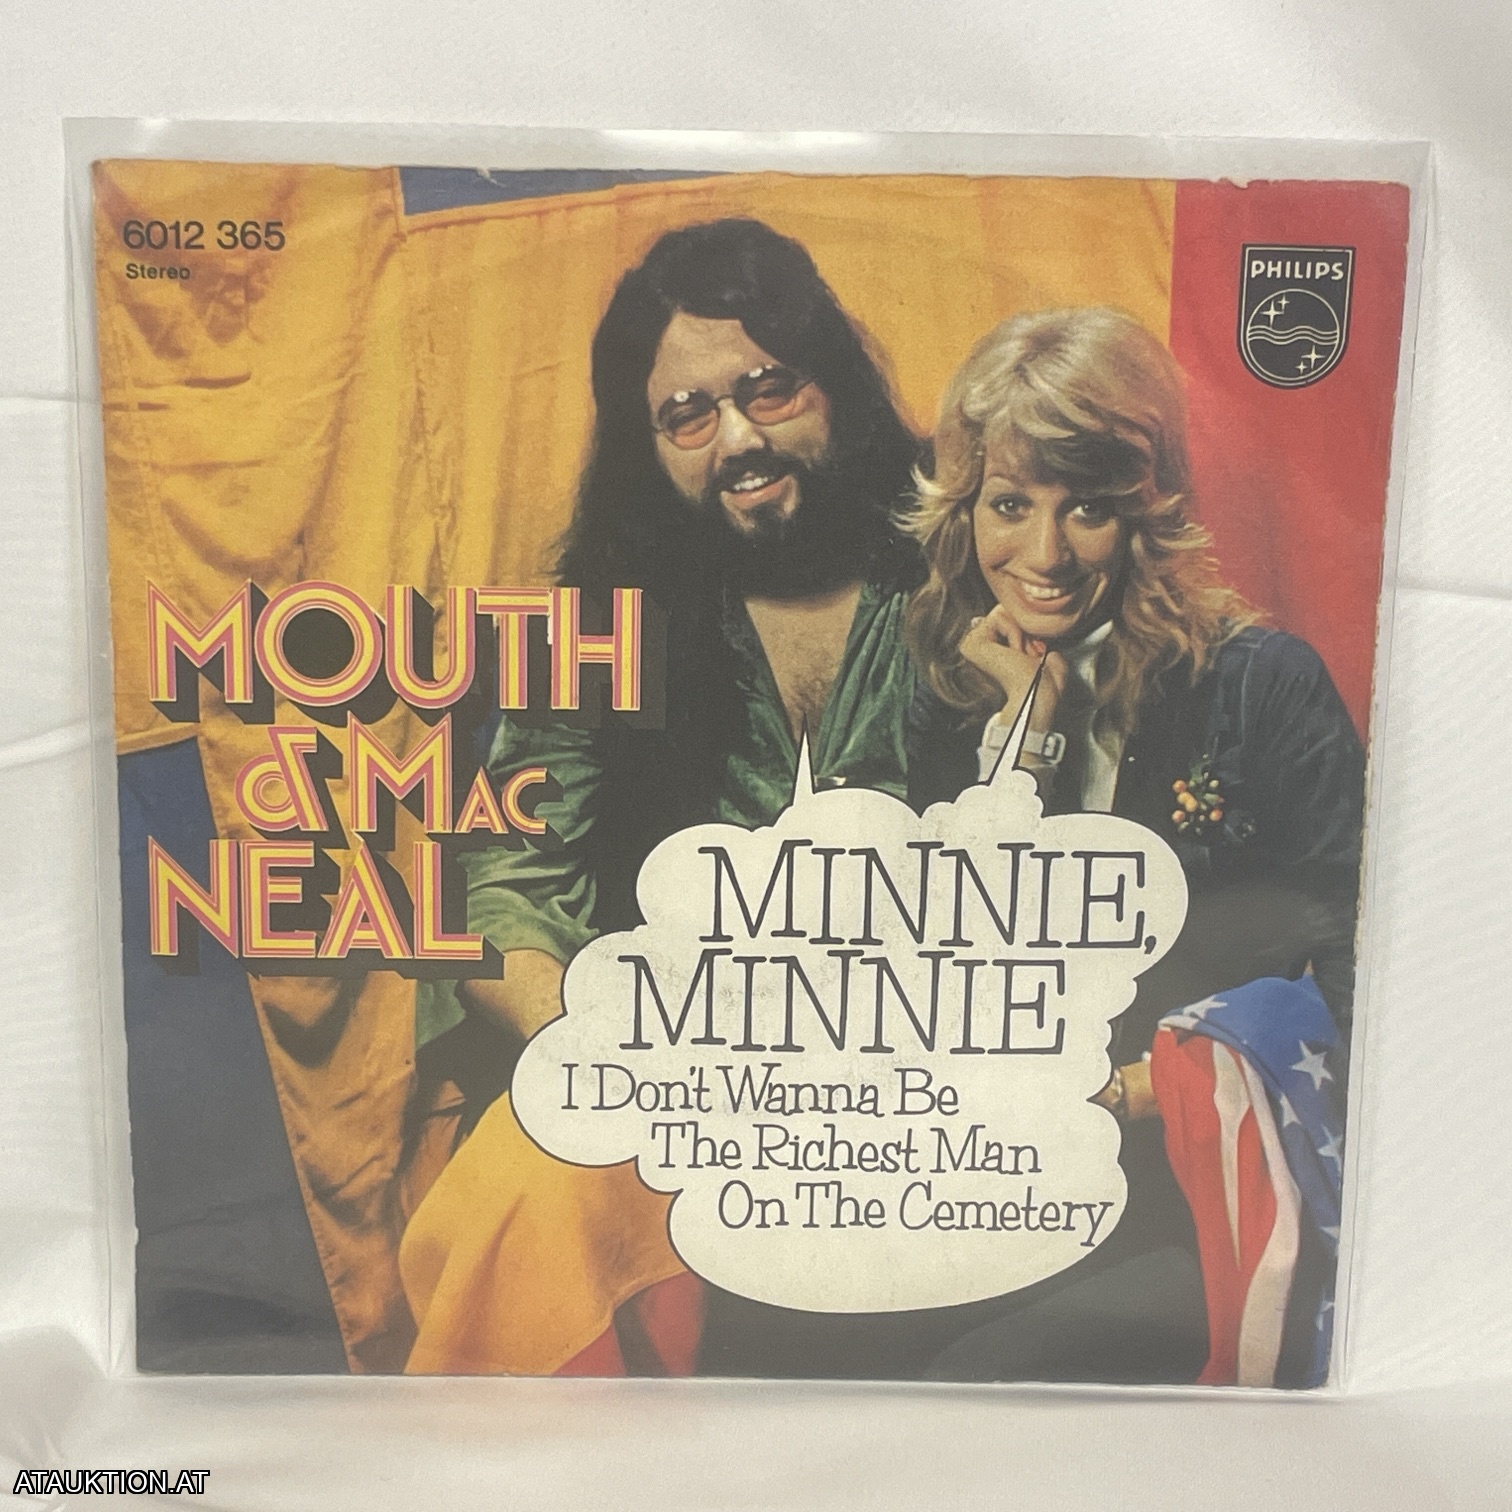 6012 365
Stereo
PHILIPS
MOUTH
& MAC
NEAL
MINNIE,
MINNIE
I Don't Wanna Be
The Richest Man
On The Cemetery
ATAUKTION.AT